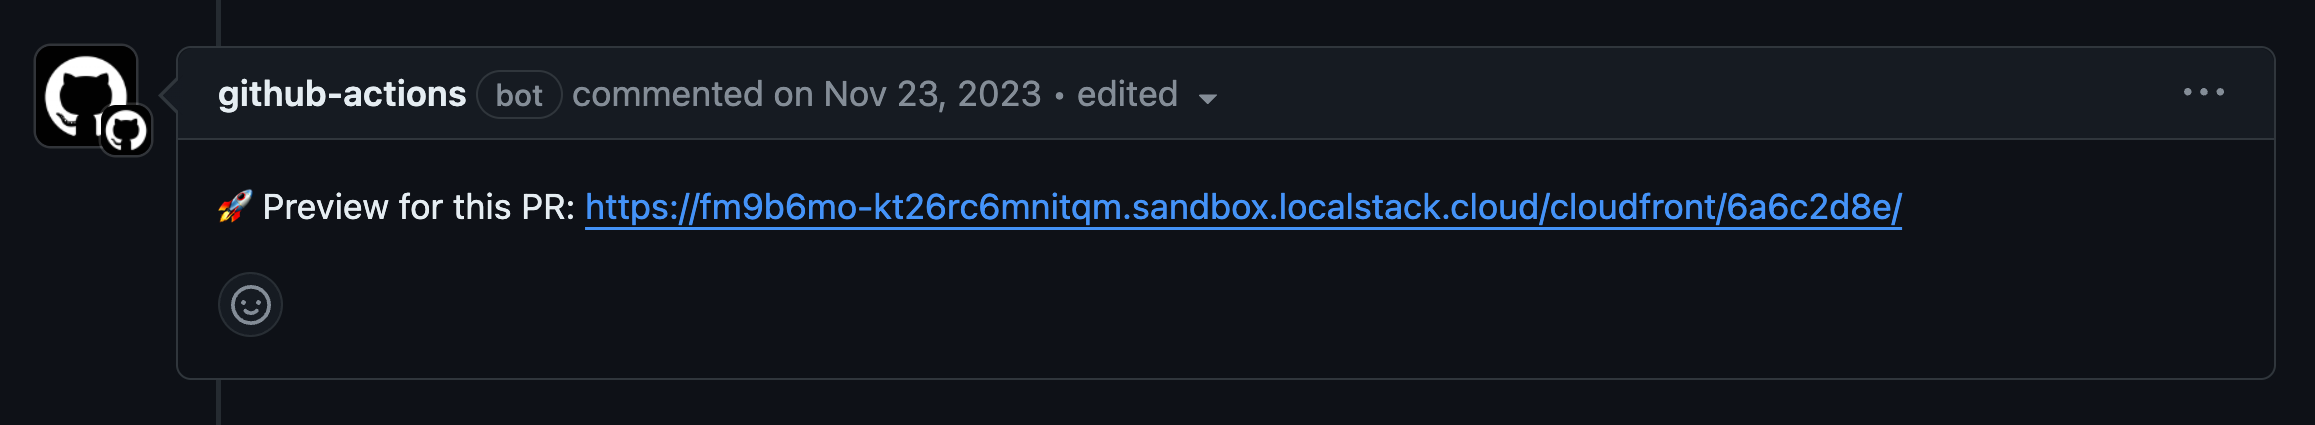 github-actions bot commented on Nov 23, 2023 • edited
🚀 Preview for this PR: https://fm9b6mo-kt26rc6mnitqm.sandbox.localstack.cloud/cloudfront/6a6c2d8e/